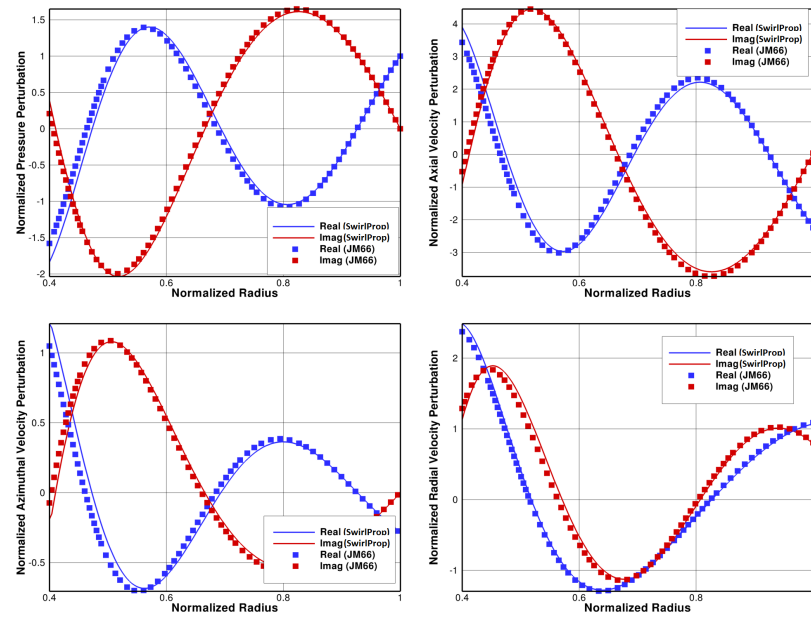 Normalized Pressure Perturbation
1.5
1
0.5
0
-0.5
-1
-1.5
-2
0.4
0.6
0.8
1
Normalized Radius
Real (SwirlProp)
Imag(SwirlProp)
Real (JM66)
Imag (JM66)
Normalized Axial Velocity Perturbation
4
3
2
1
0
-1
-2
-3
0.4
0.6
0.8
Normalized Radius
Real (SwirlProp)
Imag(SwirlProp)
Real (JM66)
Imag (JM66)
Normalized Azimuthal Velocity Perturbation
1
0.5
0
-0.5
0.4
0.6
0.8
1
Normalized Radius
Real (SwirlProp)
Imag(SwirlProp)
Real (JM66)
Imag (JM66)
Normalized Radial Velocity Perturbation
2
1
0
-1
0.4
0.6
0.8
Normalized Radius
Real (SwirlProp)
Imag(SwirlProp)
Real (JM66)
Imag (JM66)